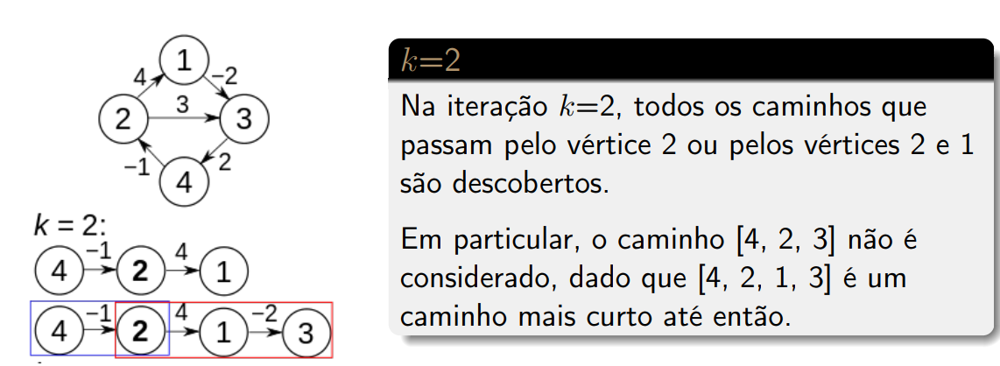 1
4
−2
2
3
3
−1
2
4
k = 2:
−1
4
4
2
1
−1
4
−2
4
2
1
3
k=2
Na iteração k=2, todos os caminhos que
passam pelo vértice 2 ou pelos vértices 2 e 1
são descobertos.
Em particular, o caminho [4, 2, 3] não é
considerado, dado que [4, 2, 1, 3] é um
caminho mais curto até então.